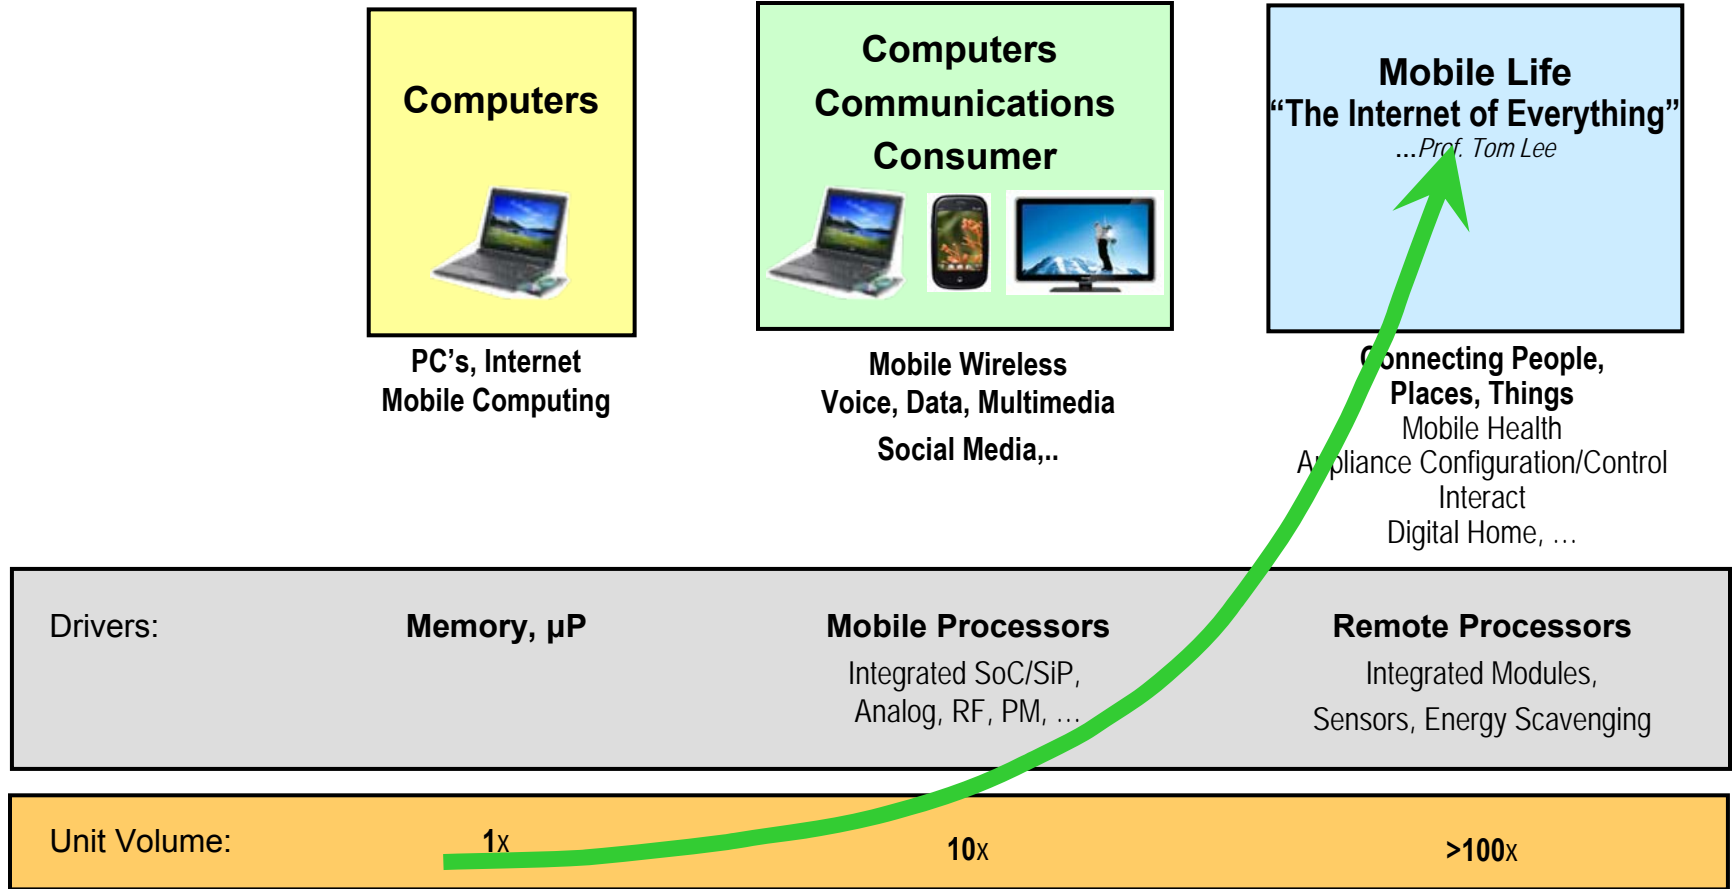 Computers
PC’s, Internet
Mobile Computing
Computers
Communications
Consumer
Mobile Wireless
Voice, Data, Multimedia
Social Media,..
Mobile Life
“The Internet of Everything”
...Prof. Tom Lee
Connecting People,
Places, Things
Mobile Health
Appliance Configuration/Control
Interact
Digital Home, …
Drivers:
Memory, µP
Mobile Processors
Integrated SoC/SiP,
Analog, RF, PM, …
Remote Processors
Integrated Modules,
Sensors, Energy Scavenging
Unit Volume:
1x
10x
>100x